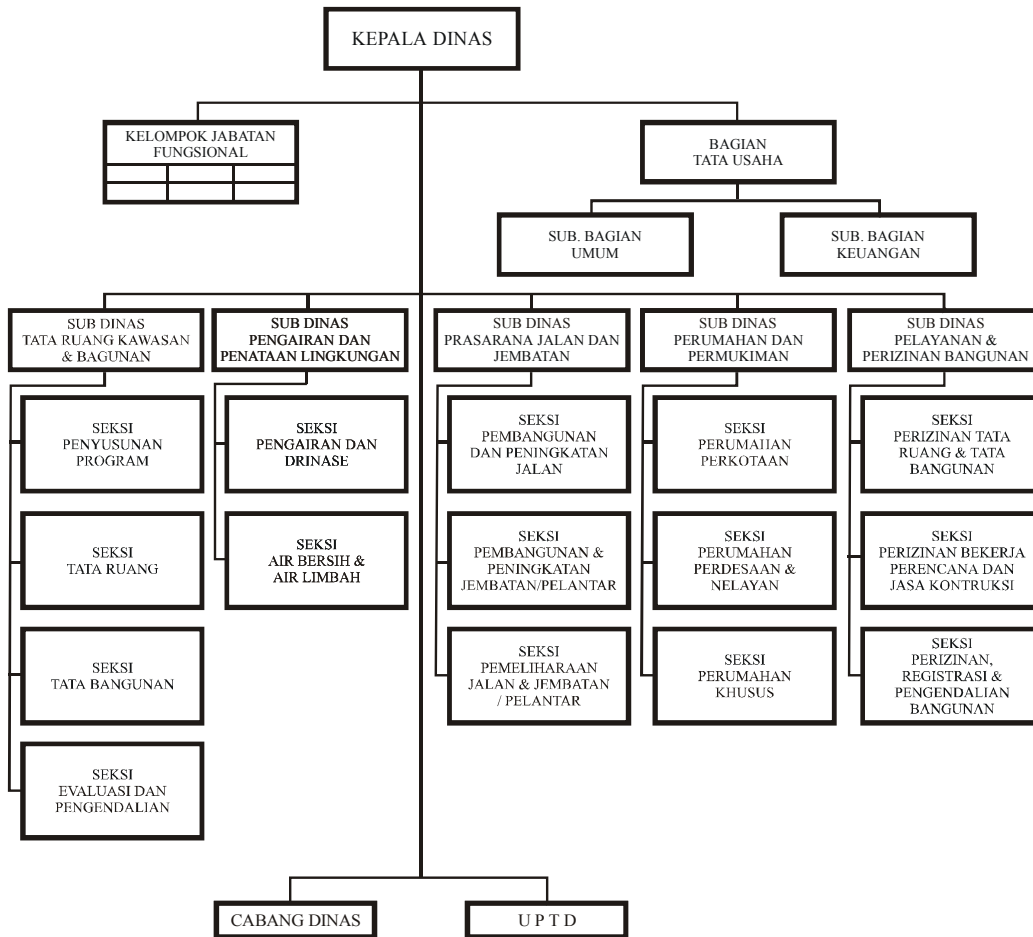 KEPALA DINAS
KELOMPOK JABATAN
FUNGSIONAL
BAGIAN
TATA USAHA
SUB. BAGIAN
UMUM
SUB. BAGIAN
KEUANGAN
SUB DINAS
TATA RUANG KAWASAN
& BAGUNAN
SUB DINAS
PENGAIRAN DAN
PENATAAN LINGKUNGAN
SUB DINAS
PRASARANA JALAN DAN
JEMBATAN
SUB DINAS
PERUMAHAN DAN
PERMUKIMAN
SUB DINAS
PELAYANAN &
PERIZINAN BANGUNAN
SEKSI
PENYUSUNAN
PROGRAM
SEKSI
TATA RUANG
SEKSI
TATA BANGUNAN
SEKSI
EVALUASI DAN
PENGENDALIAN
SEKSI
PENGAIRAN DAN
DRINASE
SEKSI
AIR BERSIH &
AIR LIMBAH
SEKSI
PEMBANGUNAN
DAN PENINGKATAN
JALAN
SEKSI
PEMBANGUNAN &
PENINGKATAN
JEMBATAN/PELANTAR
SEKSI
PEMELIHARAAN
JALAN & JEMBATAN
/ PELANTAR
SEKSI
PERUMAHAN
PERKOTAAN
SEKSI
PERUMAHAN
PERDESAAN &
NELAYAN
SEKSI
PERUMAHAN
KHUSUS
SEKSI
PERIZINAN TATA
RUANG & TATA
BANGUNAN
SEKSI
PERIZINAN BEKERJA
PERENCANA DAN
JASA KONTRUKSI
SEKSI
PERIZINAN,
REGISTRASI &
PENGENDALIAN
BANGUNAN
CABANG DINAS
U P T D